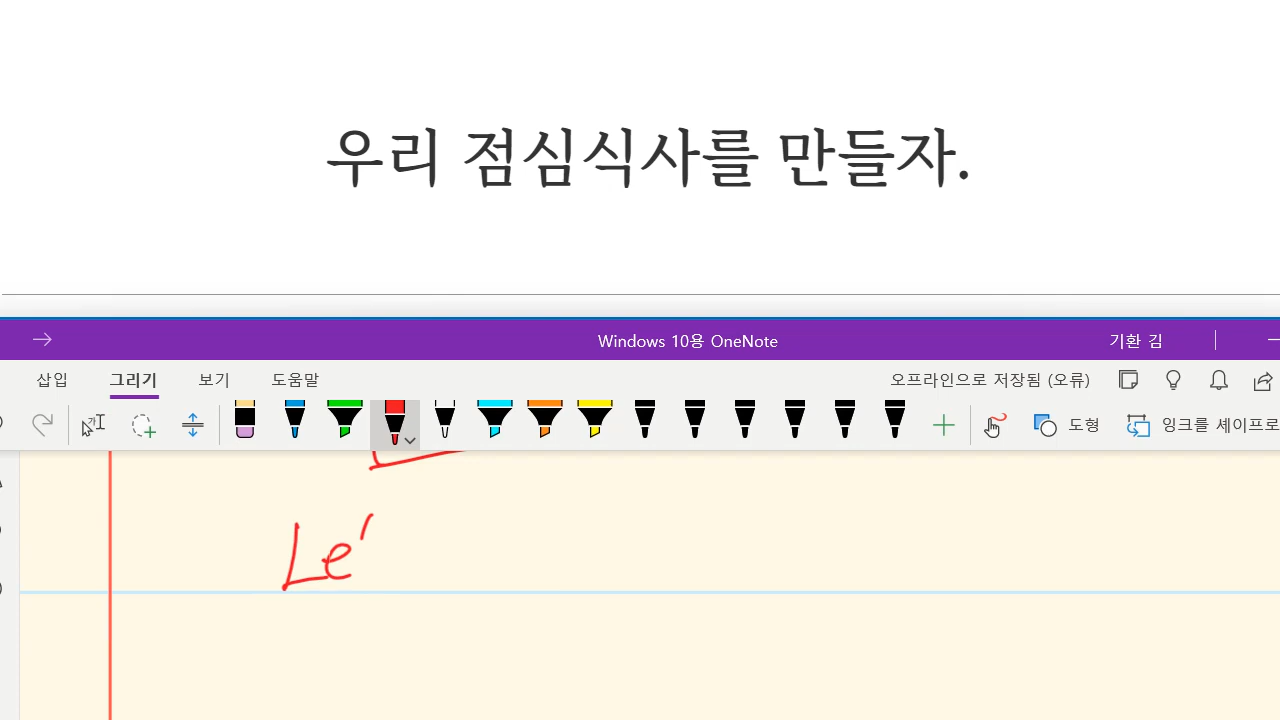 우리 점심식사를 만들자.
Windows 10용 OneNote
기환 김
삽입 그리기 보기 도움말
오프라인으로 저장됨 (오류)
도형
잉크를 셰이프로
Le'